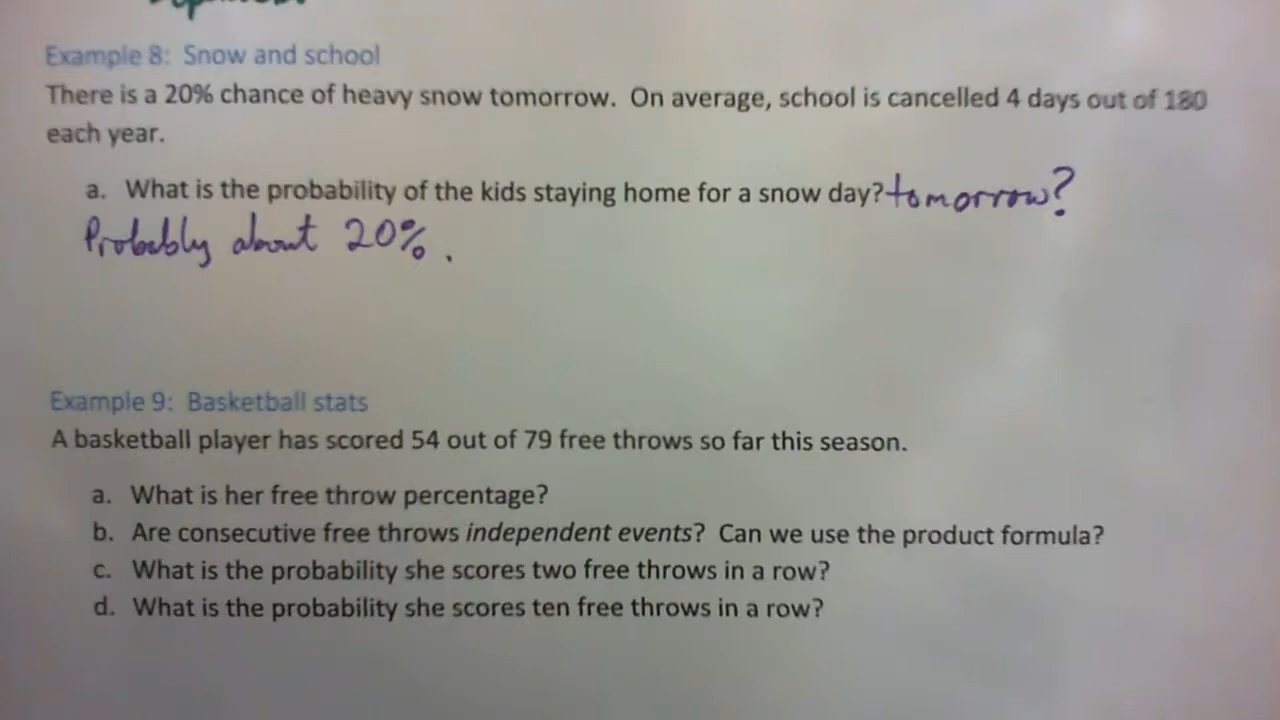 Example 8: Snow and school
There is a 20% chance of heavy snow tomorrow. On average, school is cancelled 4 days out of 180
each year.
a. What is the probability of the kids staying home for a snow day? tomorrow?
Probably about 20%.
Example 9: Basketball stats
A basketball player has scored 54 out of 79 free throws so far this season.
a. What is her free throw percentage?
b. Are consecutive free throws independent events? Can we use the product formula?
c. What is the probability she scores two free throws in a row?
d. What is the probability she scores ten free throws in a row?